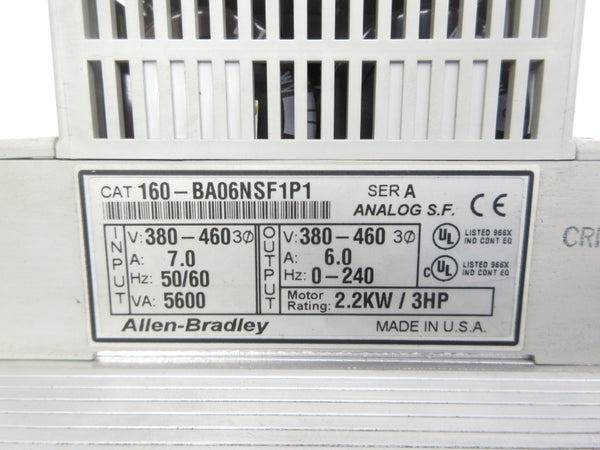 CAT 160-BA06NSF1P1 SER A
ANALOG S.F. CE
INPUT
V: 380-460 3Ø
A: 7.0
Hz: 50/60
VA: 5600
OUTPUT
V: 380-460 3Ø
A: 6.0
Hz: 0-240
Motor Rating: 2.2KW / 3HP
UL LISTED 966X
IND CONT EQ
C UL LISTED 966X
IND CONT EQ
Allen-Bradley MADE IN U.S.A.